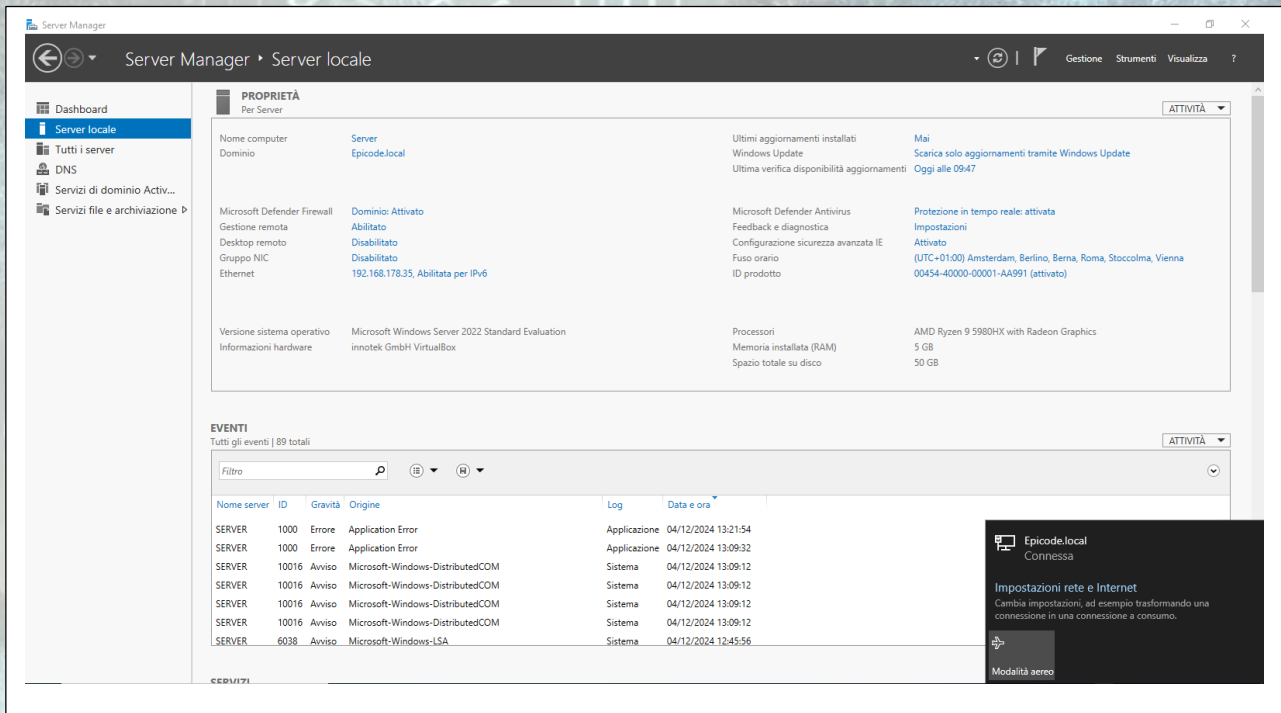 Server Manager
Server Manager • Server locale
Gestione Strumenti Visualizza ?
Dashboard
Server locale
Tutti i server
DNS
Servizi di dominio Activ...
Servizi file e archiviazione
PROPRIETÀ
Per Server
ATTIVITÀ
Nome computer Server
Dominio Epicode.local
Ultimi aggiornamenti installati Mai
Windows Update Scarica solo aggiornamenti tramite Windows Update
Ultima verifica disponibilità aggiornamenti Oggi alle 09:47
Microsoft Defender Firewall Dominio: Attivato
Gestione remota Abilitato
Desktop remoto Disabilitato
Gruppo NIC Disabilitato
Ethernet 192.168.178.35, Abilitata per IPv6
Microsoft Defender Antivirus Protezione in tempo reale: attivata
Feedback e diagnostica Impostazioni
Configurazione sicurezza avanzata IE Attivato
Fuso orario (UTC+01:00) Amsterdam, Berlino, Berna, Roma, Stoccolma, Vienna
ID prodotto 00454-40000-00001-AA991 (attivato)
Versione sistema operativo Microsoft Windows Server 2022 Standard Evaluation
Informazioni hardware innotek GmbH VirtualBox
Processori AMD Ryzen 9 5980HX with Radeon Graphics
Memoria installata (RAM) 5 GB
Spazio totale su disco 50 GB
EVENTI
Tutti gli eventi | 89 totali
ATTIVITÀ
Filtro
Nome server ID Gravità Origine Log Data e ora
SERVER 1000 Errore Application Error Applicazione 04/12/2024 13:21:54
SERVER 1000 Errore Application Error Applicazione 04/12/2024 13:09:32
SERVER 10016 Avviso Microsoft-Windows-DistributedCOM Sistema 04/12/2024 13:09:12
SERVER 10016 Avviso Microsoft-Windows-DistributedCOM Sistema 04/12/2024 13:09:12
SERVER 10016 Avviso Microsoft-Windows-DistributedCOM Sistema 04/12/2024 13:09:12
SERVER 10016 Avviso Microsoft-Windows-DistributedCOM Sistema 04/12/2024 13:09:12
SERVER 6038 Avviso Microsoft-Windows-LSA Sistema 04/12/2024 12:45:56
SERVIZI
Epicode.local
Connessa
Impostazioni rete e Internet
Cambia impostazioni, ad esempio trasformando una
connessione in una connessione a consumo.
Modalità aereo